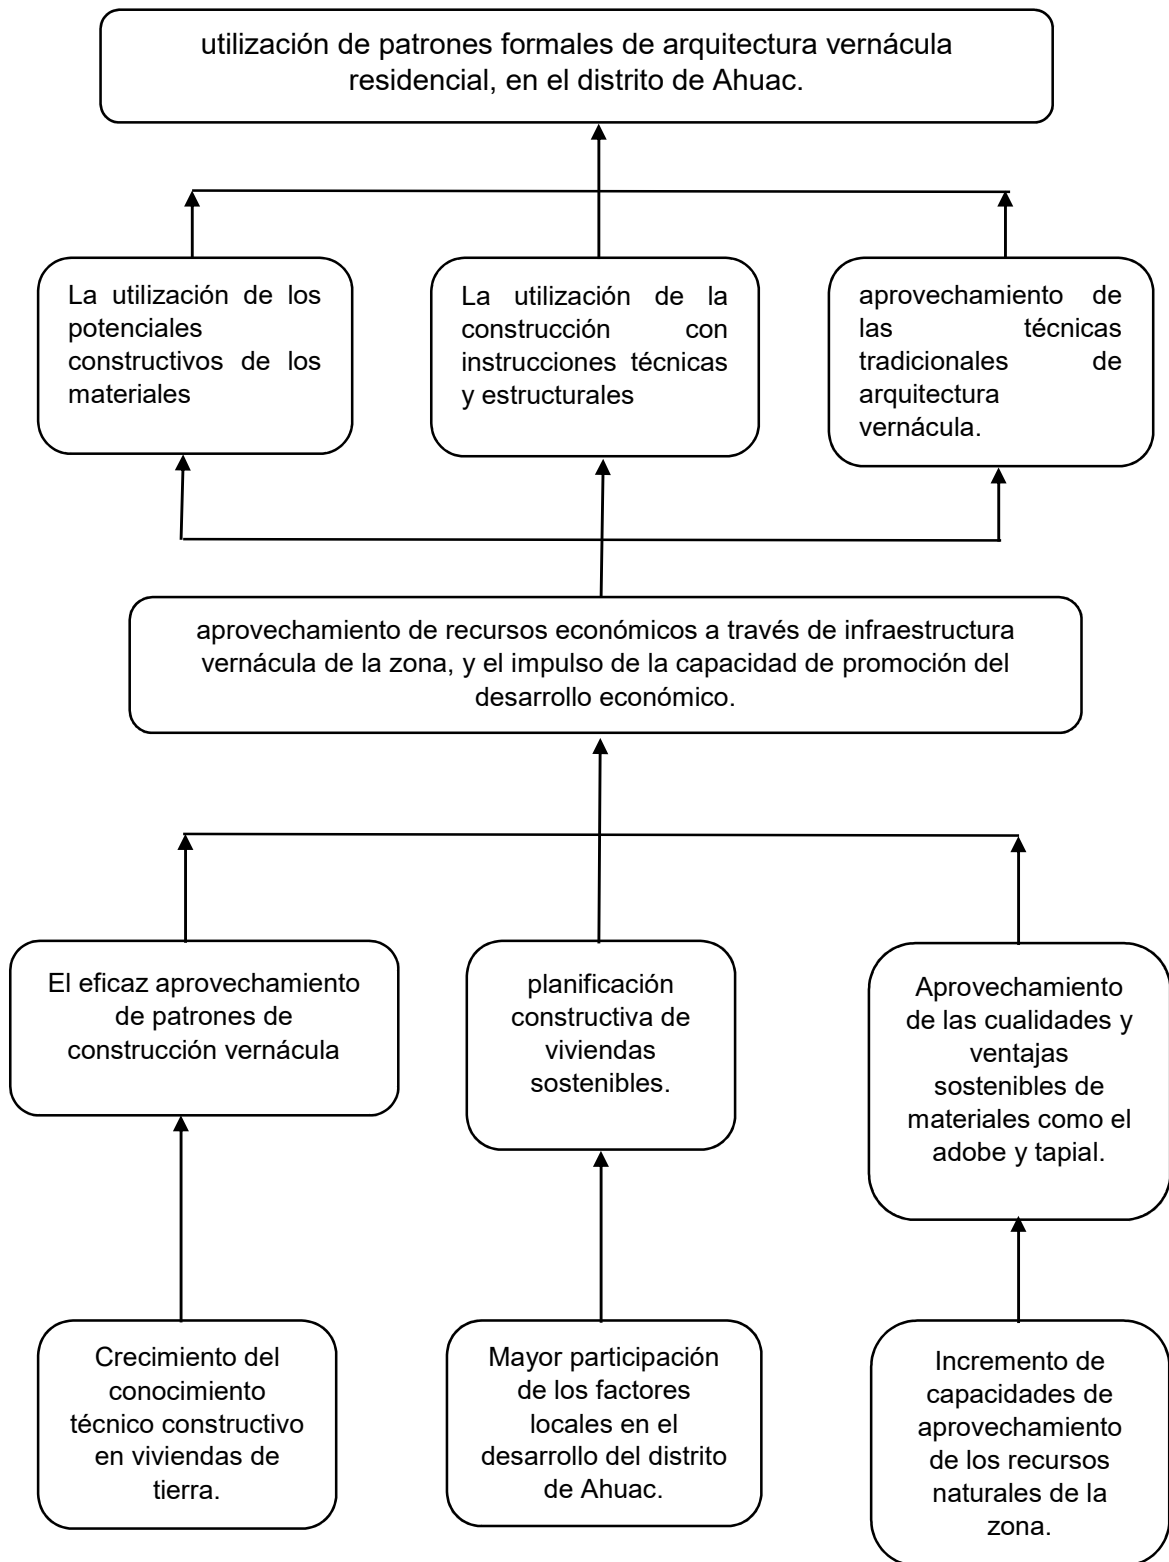 utilización de patrones formales de arquitectura vernácula
residencial, en el distrito de Ahuac.
La utilización de los
potenciales
constructivos de los
materiales
La utilización de la
construcción con
instrucciones técnicas
y estructurales
aprovechamiento de
las técnicas
tradicionales de
arquitectura
vernácula.
aprovechamiento de recursos económicos a través de infraestructura
vernácula de la zona, y el impulso de la capacidad de promoción del
desarrollo económico.
El eficaz aprovechamiento
de patrones de
construcción vernácula
planificación
constructiva de
viviendas
sostenibles.
Aprovechamiento
de las cualidades y
ventajas
sostenibles de
materiales como el
adobe y tapial.
Crecimiento del
conocimiento
técnico constructivo
en viviendas de
tierra.
Mayor participación
de los factores
locales en el
desarrollo del distrito
de Ahuac.
Incremento de
capacidades de
aprovechamiento
de los recursos
naturales de la
zona.